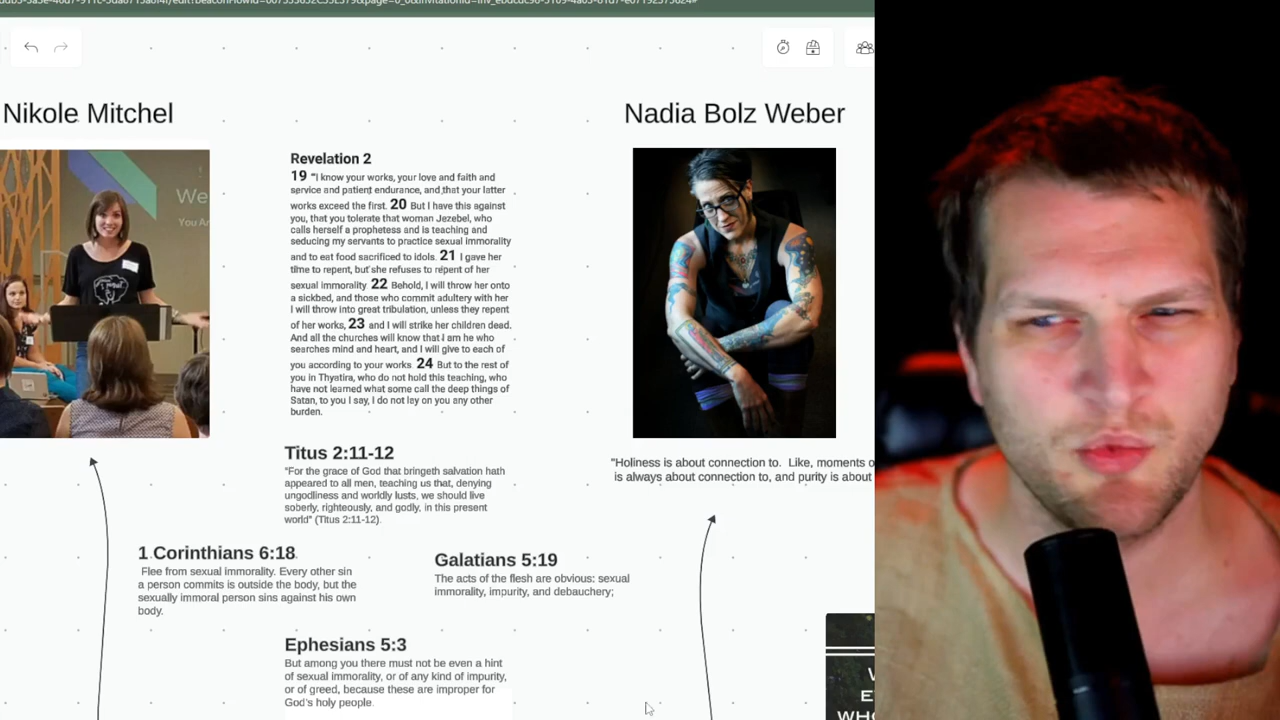 Nikole Mitchel
Nadia Bolz Weber
We
You Ar
Revelation 2
19 “I know your works, your love and faith and
service and patient endurance, and that your latter
works exceed the first. 20 But I have this against
you, that you tolerate that woman Jezebel, who
calls herself a prophetess and is teaching and
seducing my servants to practice sexual immorality
and to eat food sacrificed to idols. 21 I gave her
time to repent, but she refuses to repent of her
sexual immorality. 22 Behold, I will throw her onto
a sickbed, and those who commit adultery with her
I will throw into great tribulation, unless they repent
of her works, 23 and I will strike her children dead.
And all the churches will know that I am he who
searches mind and heart, and I will give to each of
you according to your works. 24 But to the rest of
you in Thyatira, who do not hold this teaching, who
have not learned what some call the deep things of
Satan, to you I say, I do not lay on you any other
burden.
Titus 2:11-12
“For the grace of God that bringeth salvation hath
appeared to all men, teaching us that, denying
ungodliness and worldly lusts, we should live
soberly, righteously, and godly, in this present
world” (Titus 2:11-12).
"Holiness is about connection to. Like, moments o
is always about connection to, and purity is about
1 Corinthians 6:18
Flee from sexual immorality. Every other sin
a person commits is outside the body, but the
sexually immoral person sins against his own
body.
Galatians 5:19
The acts of the flesh are obvious: sexual
immorality, impurity, and debauchery;
Ephesians 5:3
But among you there must not be even a hint
of sexual immorality, or of any kind of impurity,
or of greed, because these are improper for
God’s holy people.
WHO